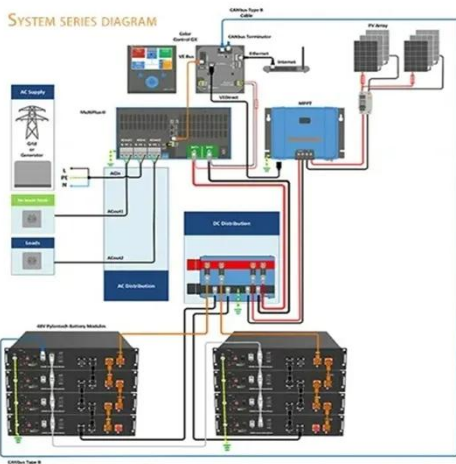 SYSTEM SERIES DIAGRAM
CANbus Type B
Cable
Color
Control GX
CANbus Terminator
VE Bus
Ethernet
Internet
PV Array
AC Supply
Grid
or
Generator
MultiPlus-II
VEDirect
MPPT
L
PE
N
ACin
ACout1
Loads
ACout2
AC Distribution
DC Distribution
48V Pylontech Battery Modules
CANbus Type B